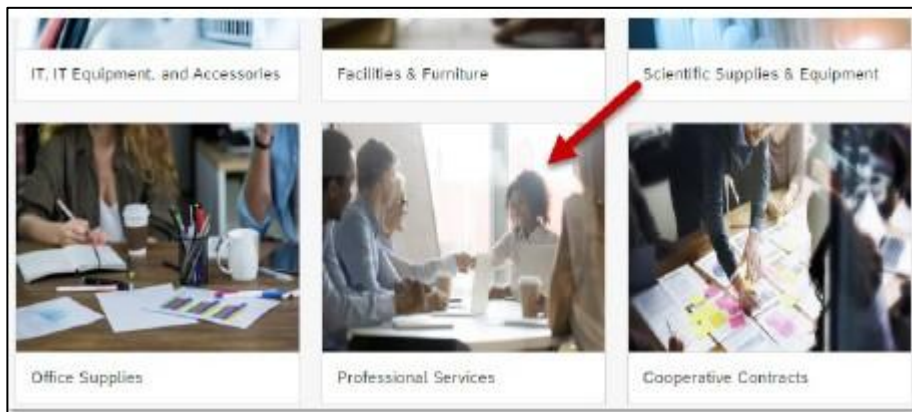 IT, IT Equipment, and Accessories
Facilities & Furniture
Scientific Supplies & Equipment
Office Supplies
Professional Services
Cooperative Contracts